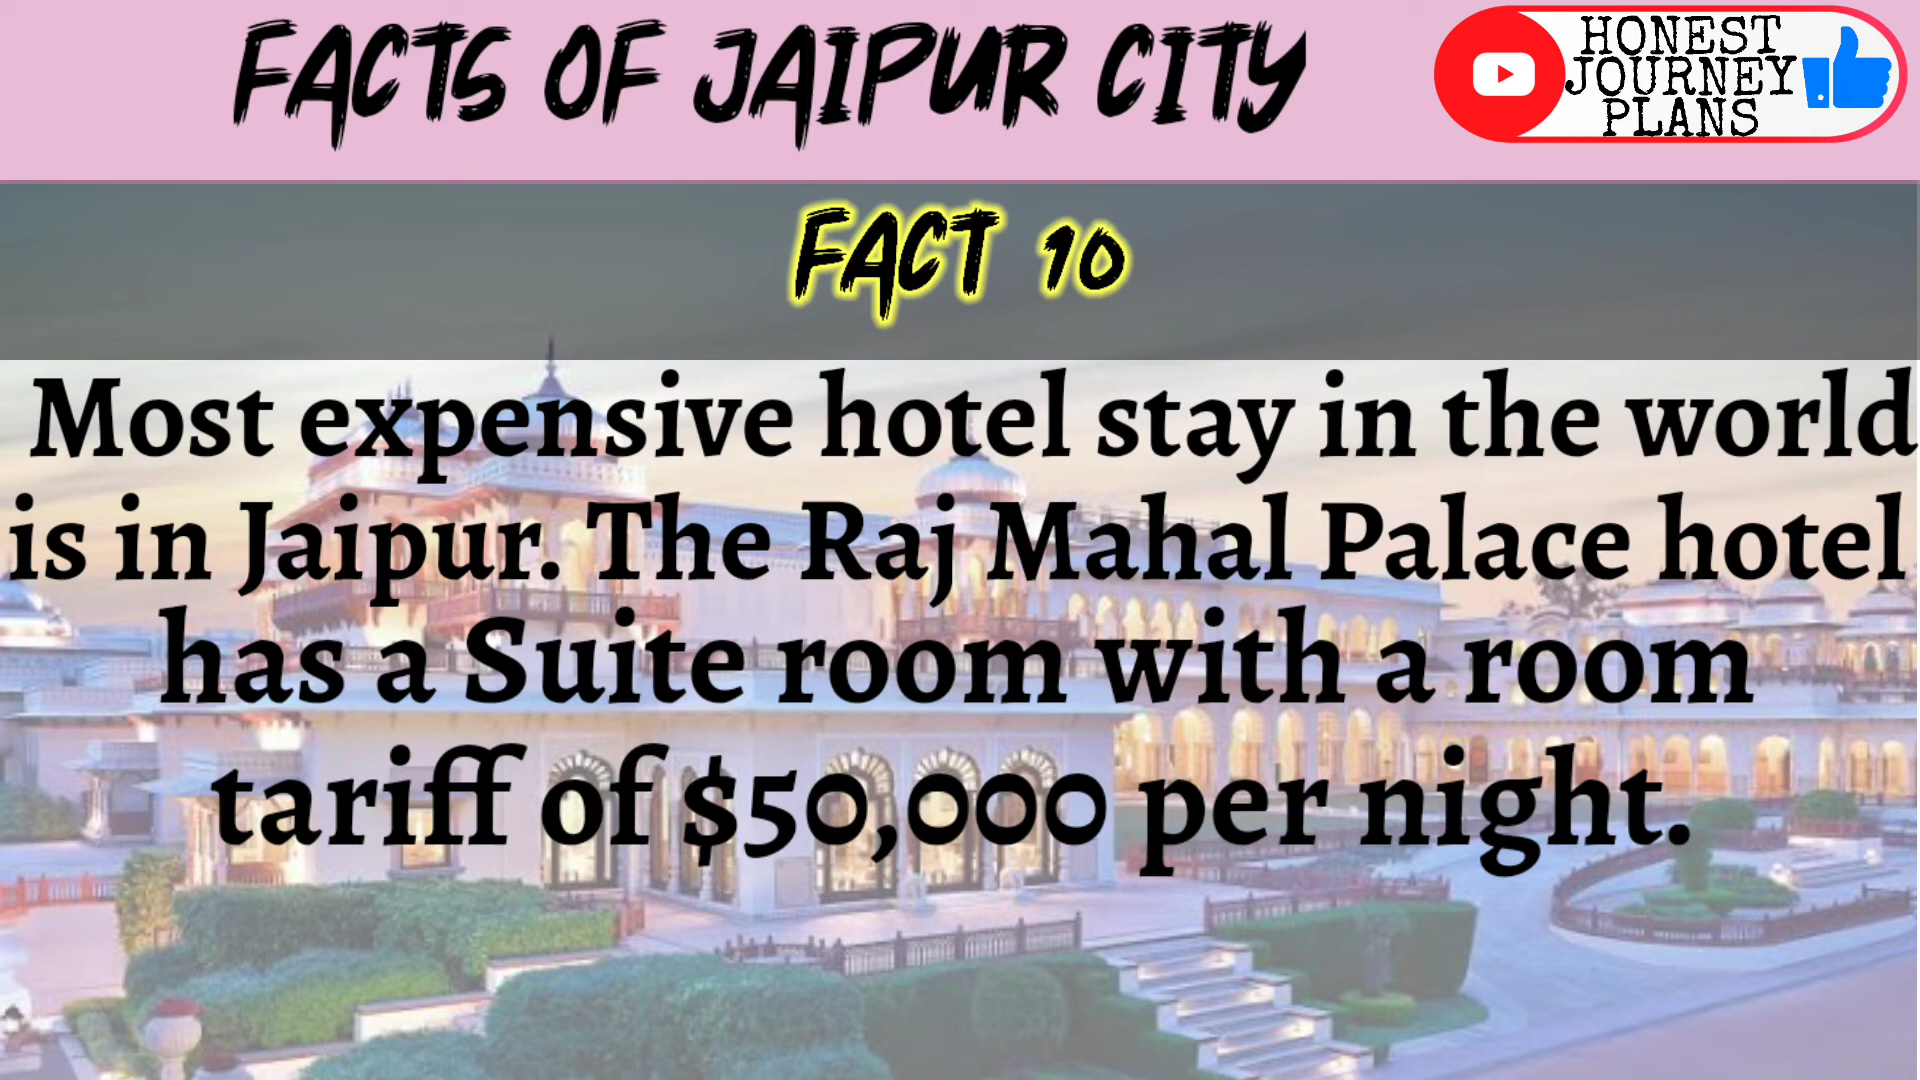 FACTS OF JAIPUR CITY
HONEST
JOURNEY
PLANS
FACT 10
Most expensive hotel stay in the world
is in Jaipur. The Raj Mahal Palace hotel
has a Suite room with a room
tariff of $50,000 per night.